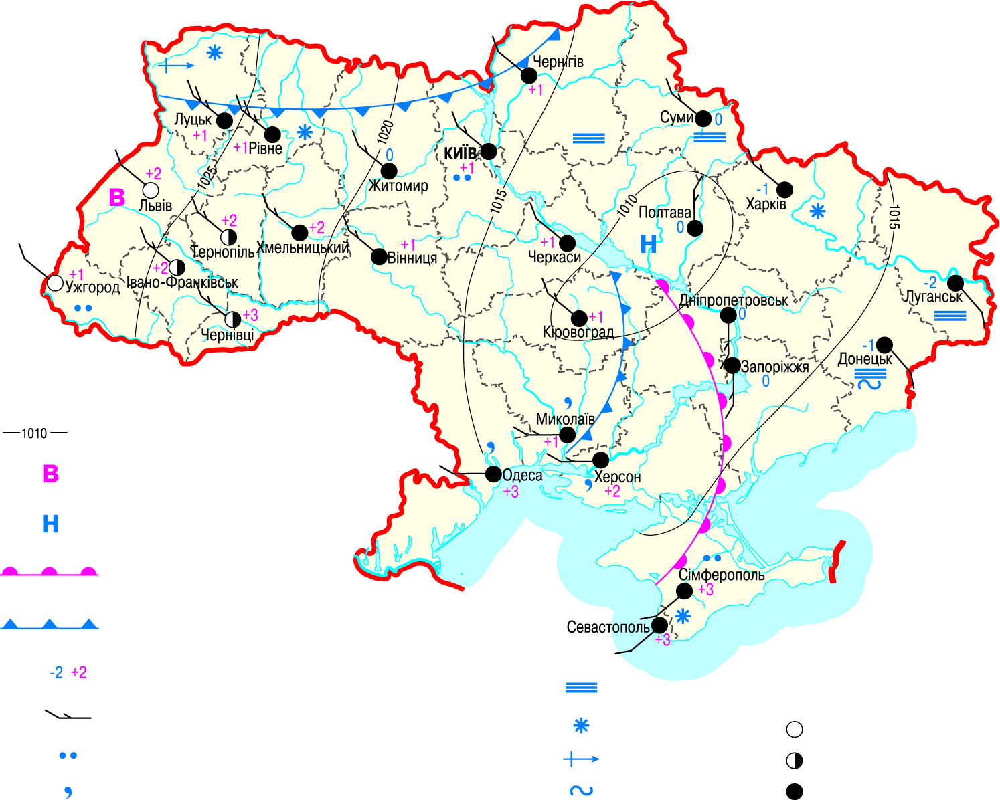 Чернігів
+1
Луцьк
+1
Рівне
+1
Суми
0
1020
КИЇВ
+1
0
Житомир
1025
+2
Львів
В
-1
Харків
1015
1010
Полтава
0
1015
+2
Тернопіль
+2
Хмельницький
+1
Вінниця
+1
Черкаси
Н
+1
Ужгород
+2
Івано-Франківськ
-2
Луганськ
+3
Чернівці
+1
Кіровоград
Дніпропетровськ
0
-1
Донецьк
Запоріжжя
0
Миколаїв
+1
Одеса
+3
Херсон
+2
1010
В
Н
Сімферополь
+3
Севастополь
+3
-2 +2